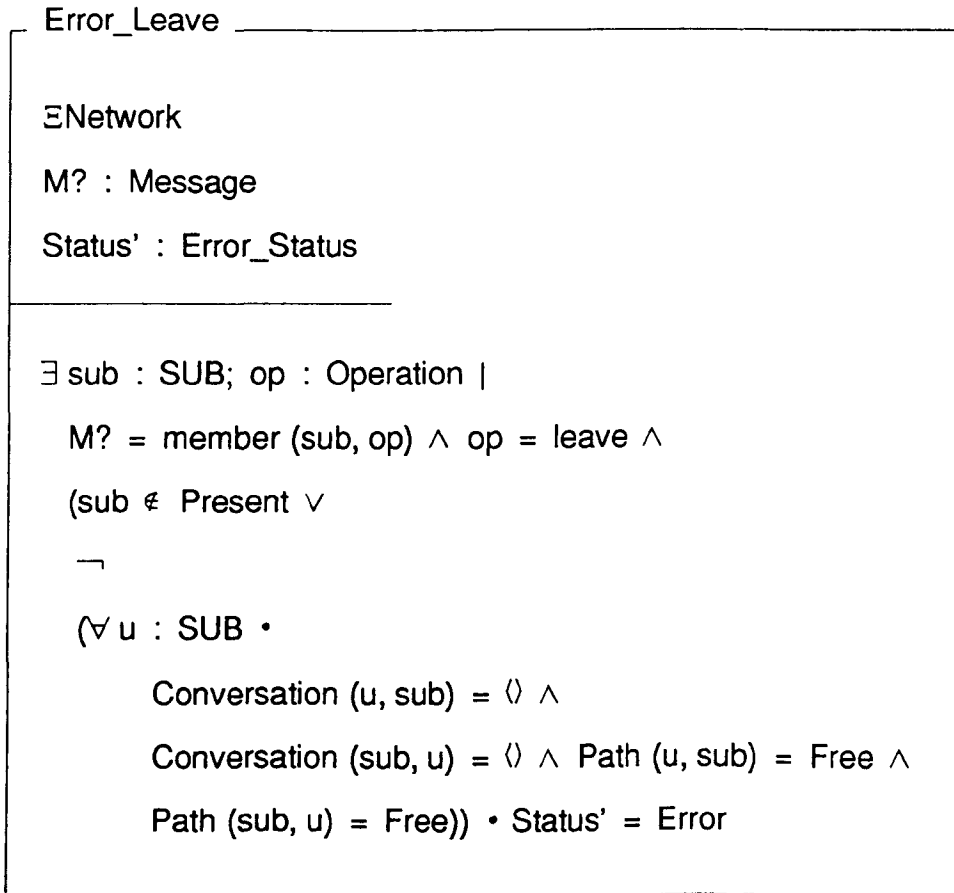 Error_Leave
ΞNetwork
M? : Message
Status' : Error_Status
∃ sub : SUB; op : Operation |
M? = member (sub, op) ∧ op = leave ∧
(sub ∉ Present ∨
¬
(∀ u : SUB •
Conversation (u, sub) = ⟨⟩ ∧
Conversation (sub, u) = ⟨⟩ ∧ Path (u, sub) = Free ∧
Path (sub, u) = Free)) • Status' = Error